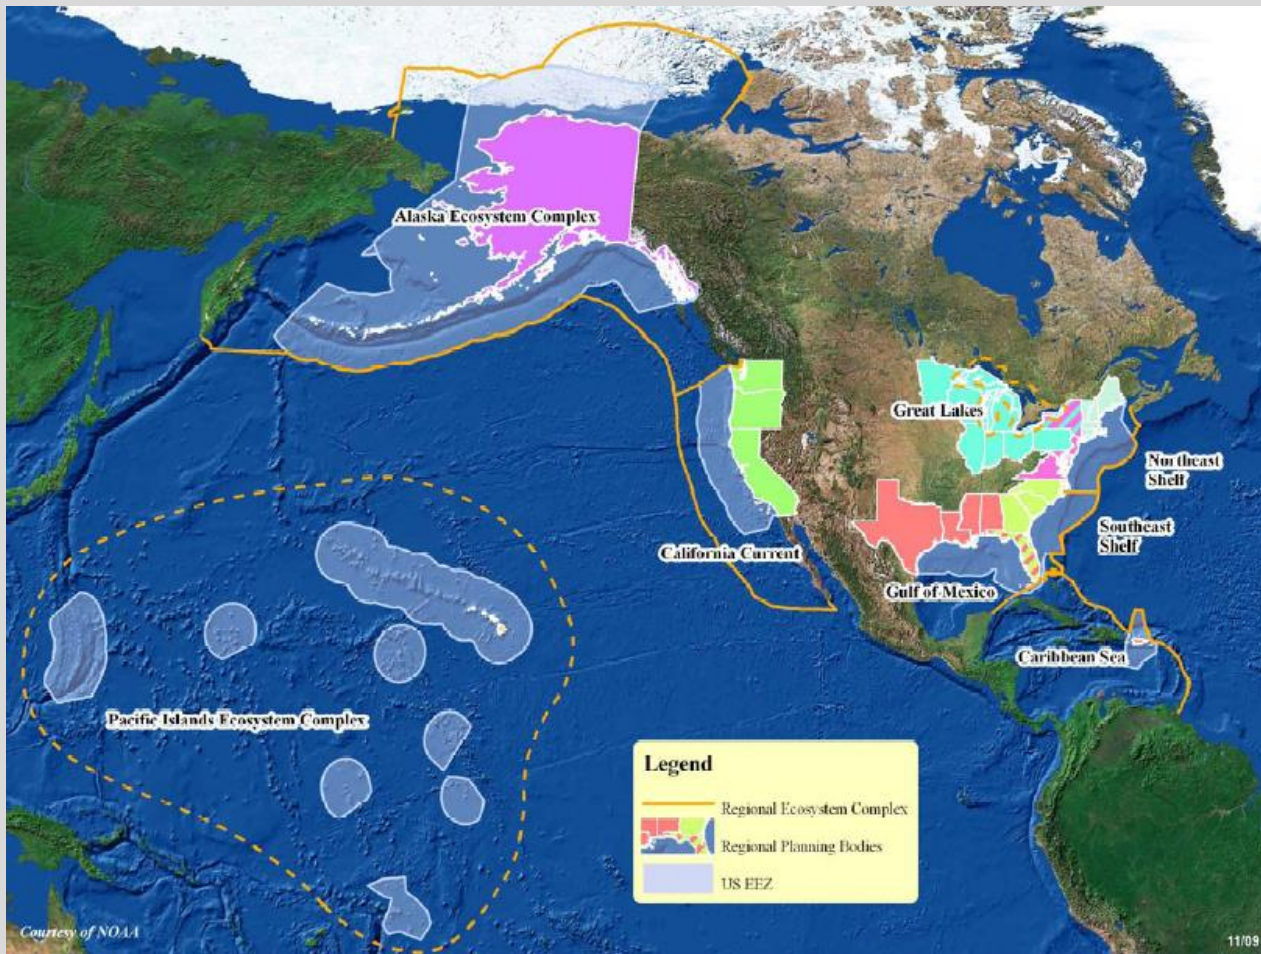 Alaska Ecosystem Complex
Great Lakes
Northeast
Shelf
Southeast
Shelf
California Current
Gulf of Mexico
Caribbean Sea
Pacific Islands Ecosystem Complex
Legend
Regional Ecosystem Complex
Regional Planning Bodies
US EEZ
Courtesy of NOAA
11/09